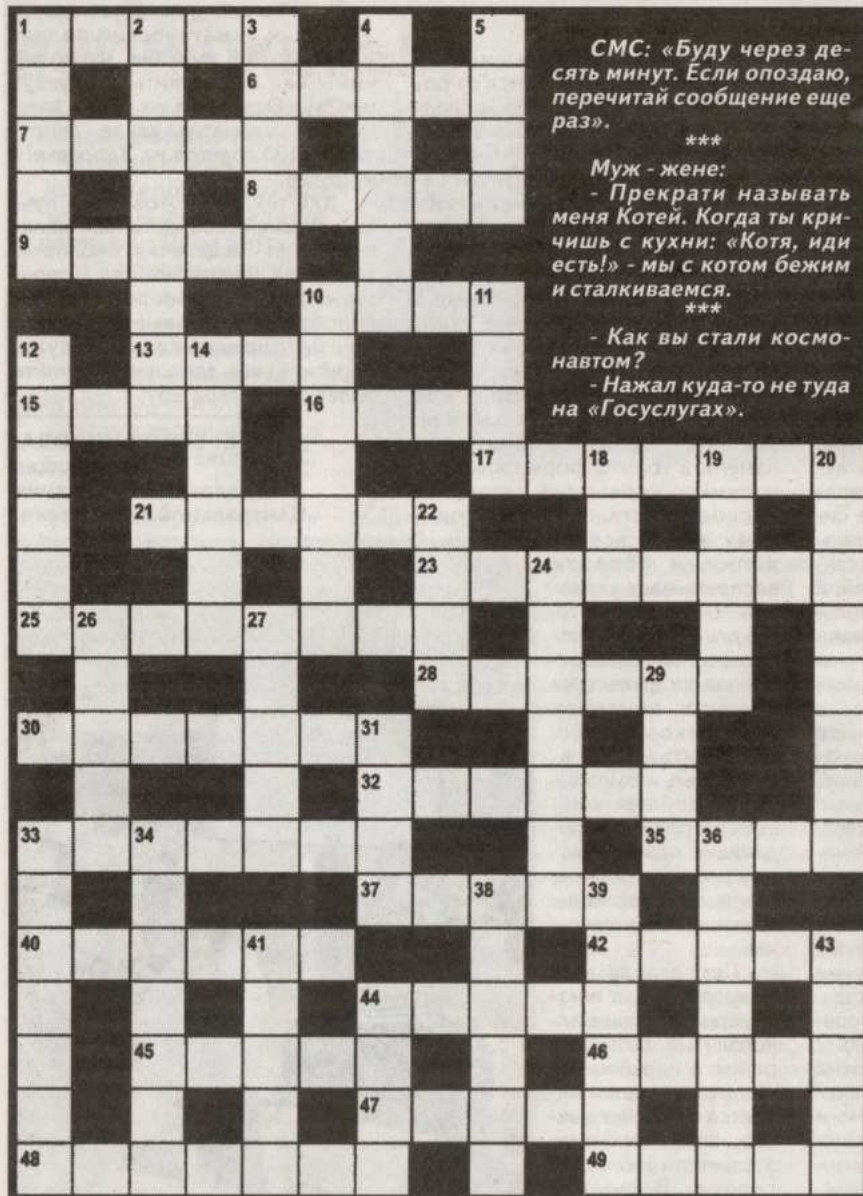 1 2 3 4 5
6
7
8
9
10 11
12 13 14
15 16
17 18 19 20
21 22
23 24
25 26 27
28 29
30 31
32
33 34 35 36
37 38 39
40 41 42 43
44
45 46
47
48 49
СМС: «Буду через де-
сять минут. Если опоздаю,
перечитай сообщение еще
раз».
***
Муж - жене:
- Прекрати называть
меня Котей. Когда ты кри-
чишь с кухни: «Котя, иди
есть!» - мы с котом бежим
и сталкиваемся.
***
- Как вы стали космо-
навтом?
- Нажал куда-то не туда
на «Госуслугах».